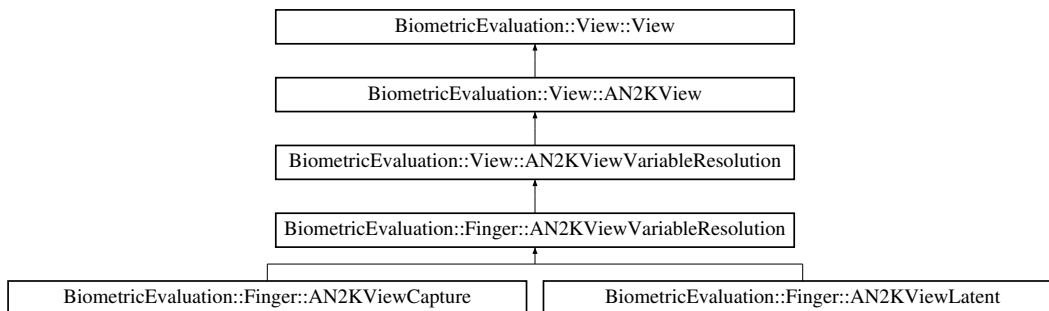 BiometricEvaluation::View::View
BiometricEvaluation::View::AN2KView
BiometricEvaluation::View::AN2KViewVariableResolution
BiometricEvaluation::Finger::AN2KViewVariableResolution
BiometricEvaluation::Finger::AN2KViewCapture
BiometricEvaluation::Finger::AN2KViewLatent